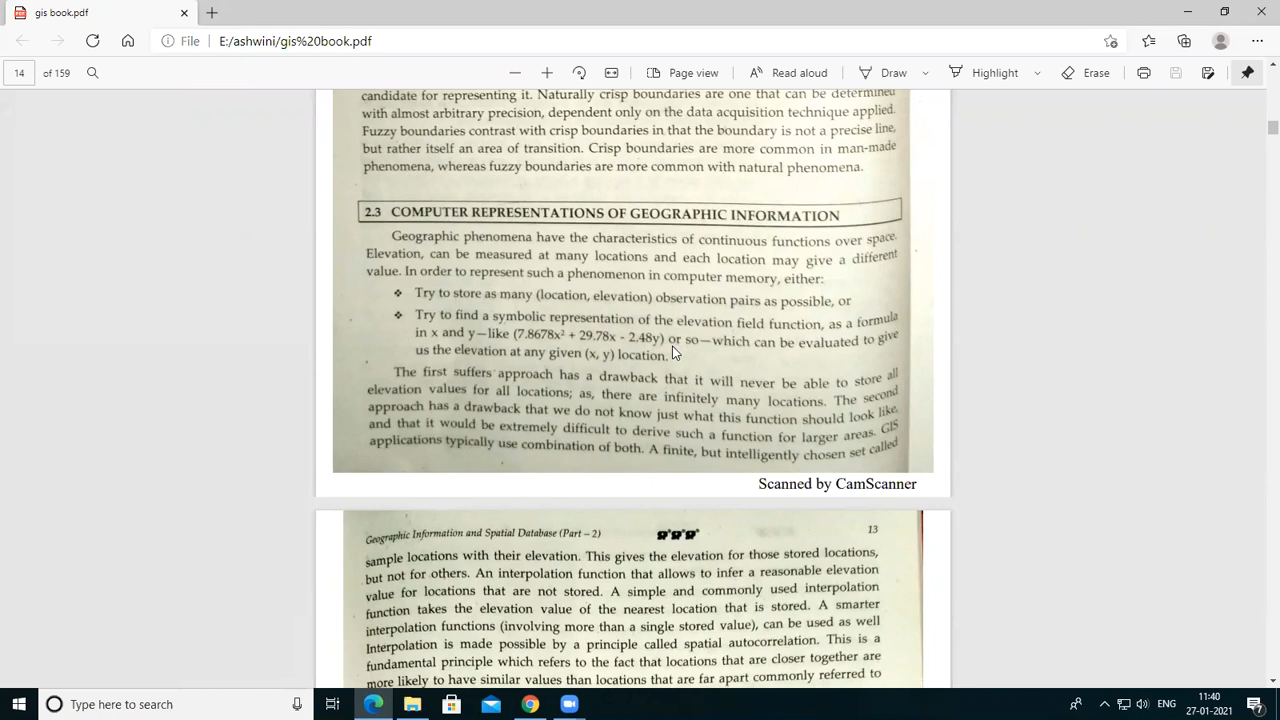 gis book.pdf
File
E:/ashwini/gis%20book.pdf
14 of 159
Page view
Read aloud
Draw
Highlight
Erase
candidate for representing it. Naturally crisp boundaries are one that can be determined
with almost arbitrary precision, dependent only on the data acquisition technique applied.
Fuzzy boundaries contrast with crisp boundaries in that the boundary is not a precise line,
but rather itself an area of transition. Crisp boundaries are more common in man-made
phenomena, whereas fuzzy boundaries are more common with natural phenomena.
2.3 COMPUTER REPRESENTATIONS OF GEOGRAPHIC INFORMATION
Geographic phenomena have the characteristics of continuous functions over space.
Elevation, can be measured at many locations and each location may give a different
value. In order to represent such a phenomenon in computer memory, either:
❖ Try to store as many (location, elevation) observation pairs as possible, or
❖ Try to find a symbolic representation of the elevation field function, as a formula
in x and y—like (7.8678x² + 29.78x - 2.48y) or so—which can be evaluated to give
us the elevation at any given (x, y) location.
The first suffers approach has a drawback that it will never be able to store all
elevation values for all locations; as, there are infinitely many locations. The second
approach has a drawback that we do not know just what this function should look like,
and that it would be extremely difficult to derive such a function for larger areas. GIS
applications typically use combination of both. A finite, but intelligently chosen set called
Scanned by CamScanner
Geographic Information and Spatial Database (Part – 2)
13
sample locations with their elevation. This gives the elevation for those stored locations,
but not for others. An interpolation function that allows to infer a reasonable elevation
value for locations that are not stored. A simple and commonly used interpolation
function takes the elevation value of the nearest location that is stored. A smarter
interpolation functions (involving more than a single stored value), can be used as well
Interpolation is made possible by a principle called spatial autocorrelation. This is a
fundamental principle which refers to the fact that locations that are closer together are
more likely to have similar values than locations that are far apart commonly referred to
Type here to search
ENG
11:40
27-01-2021
7